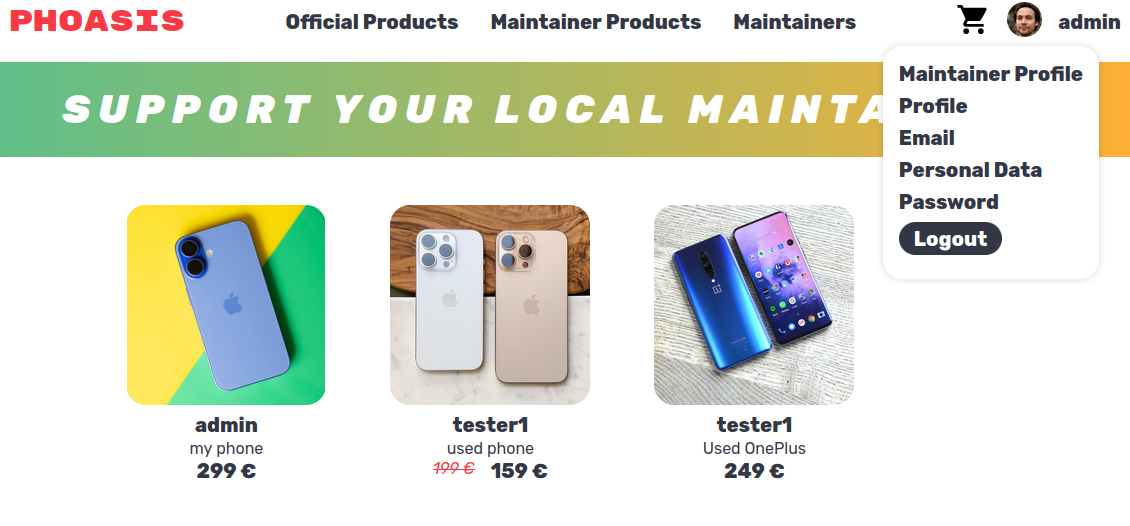 PHOASIS Official Products Maintainer Products Maintainers admin
Maintainer Profile
Profile
Email
Personal Data
Password
Logout
SUPPORT YOUR LOCAL MAINTA
admin
my phone
299 €
tester1
used phone
199 € 159 €
tester1
Used OnePlus
249 €